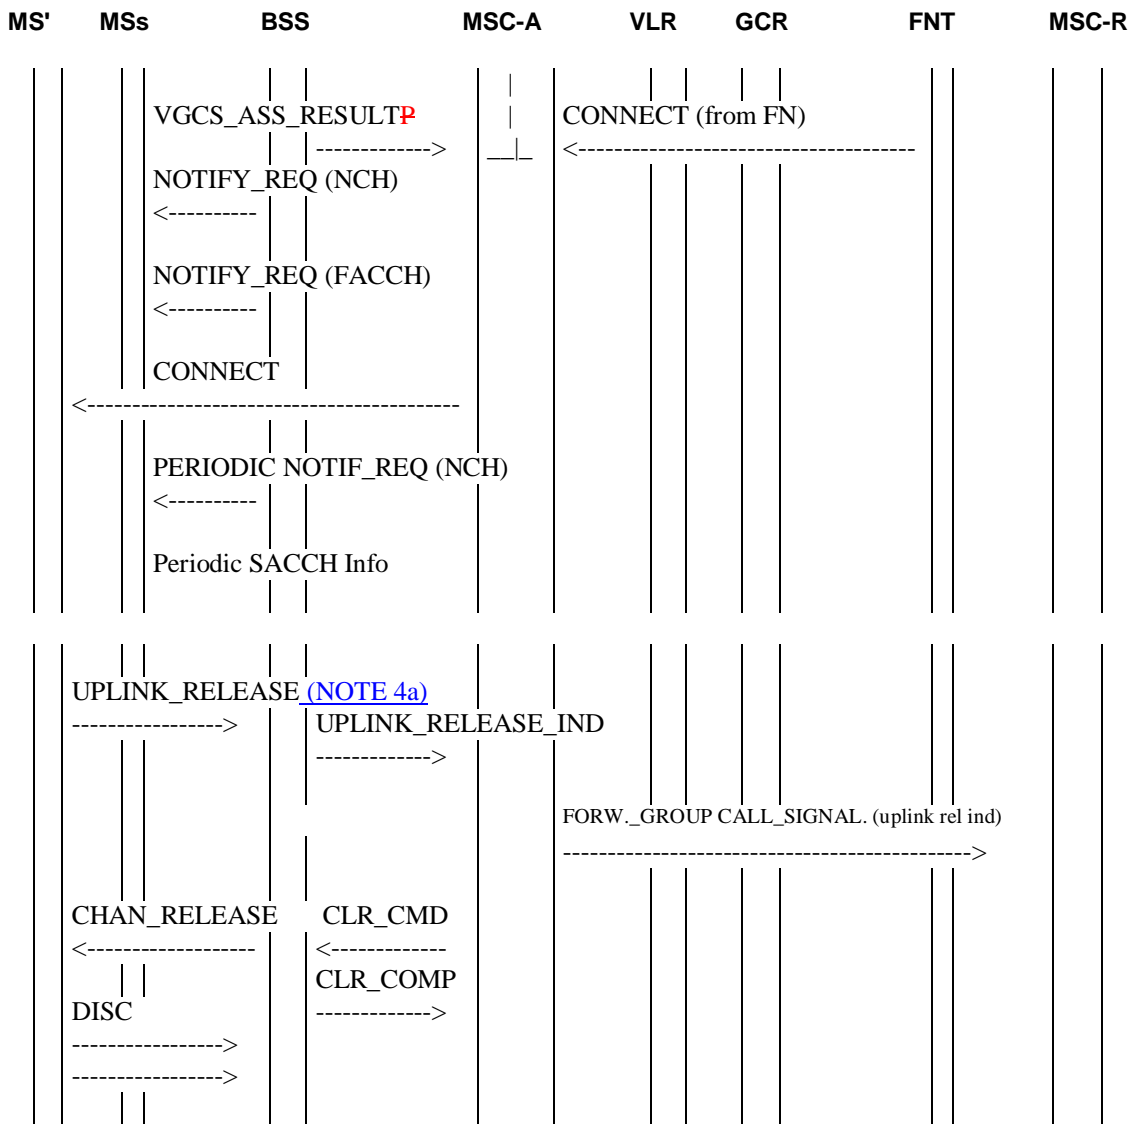 MS' MSs BSS MSC-A VLR GCR FNT MSC-R
VGCS_ASS_RESULTP CONNECT (from FN)
NOTIFY_REQ (NCH)
NOTIFY_REQ (FACCH)
CONNECT
PERIODIC NOTIF_REQ (NCH)
Periodic SACCH Info
UPLINK_RELEASE (NOTE 4a)
UPLINK_RELEASE_IND
FORW._GROUP CALL_SIGNAL. (uplink rel ind)
CHAN_RELEASE CLR_CMD
CLR_COMP
DISC